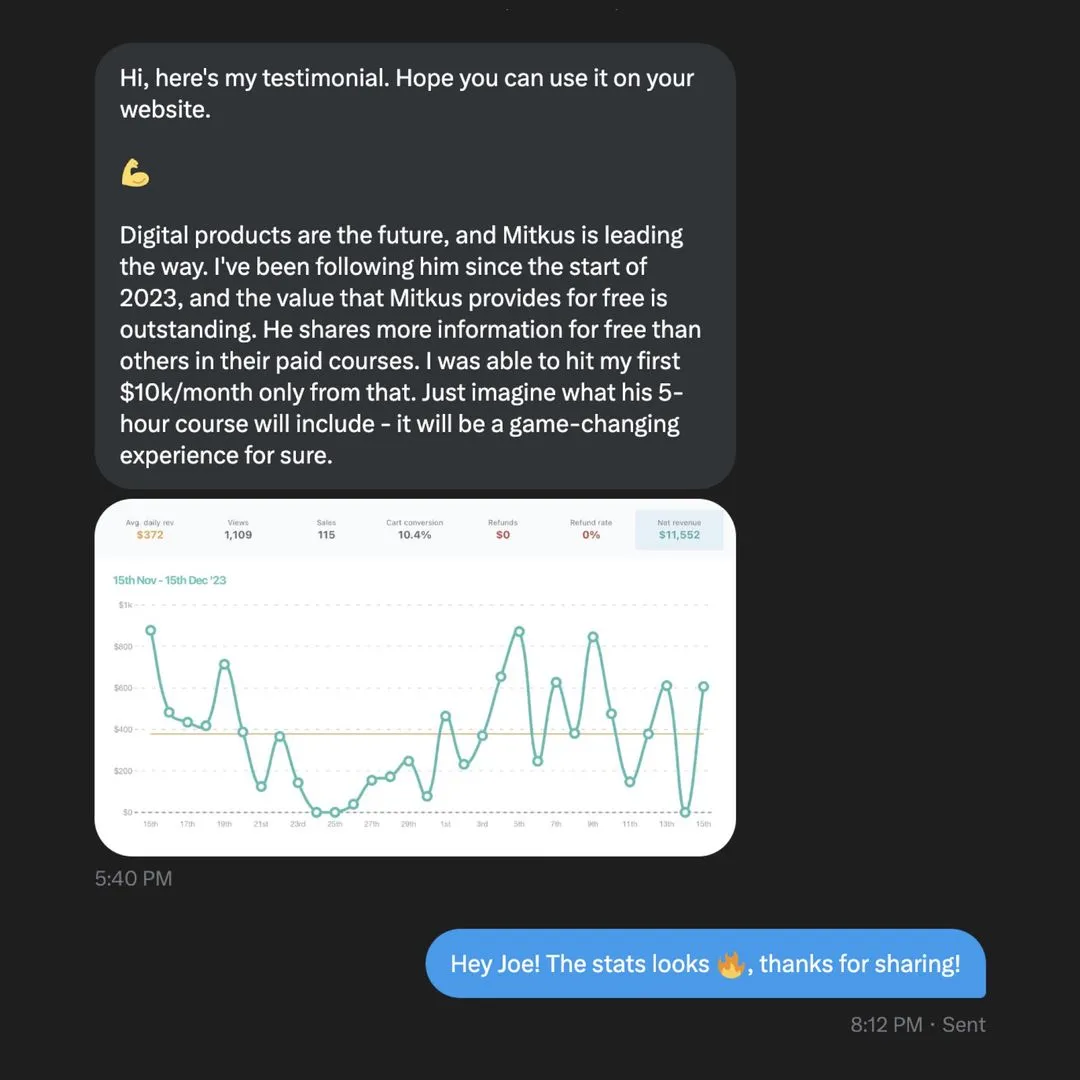 Hi, here's my testimonial. Hope you can use it on your
website.
💪
Digital products are the future, and Mitkus is leading
the way. I've been following him since the start of
2023, and the value that Mitkus provides for free is
outstanding. He shares more information for free than
others in their paid courses. I was able to hit my first
$10k/month only from that. Just imagine what his 5-
hour course will include - it will be a game-changing
experience for sure.
Avg. daily rev Views Sales Cart conversion Refunds Refund rate Net revenue
$372 1,109 115 10.4% $0 0% $11,552
15th Nov - 15th Dec '23
$1k
$800
$600
$400
$200
$0
15th 17th 19th 21st 23rd 25th 27th 29th 1st 3rd 5th 7th 9th 11th 13th 15th
5:40 PM
Hey Joe! The stats looks 🔥, thanks for sharing!
8:12 PM · Sent